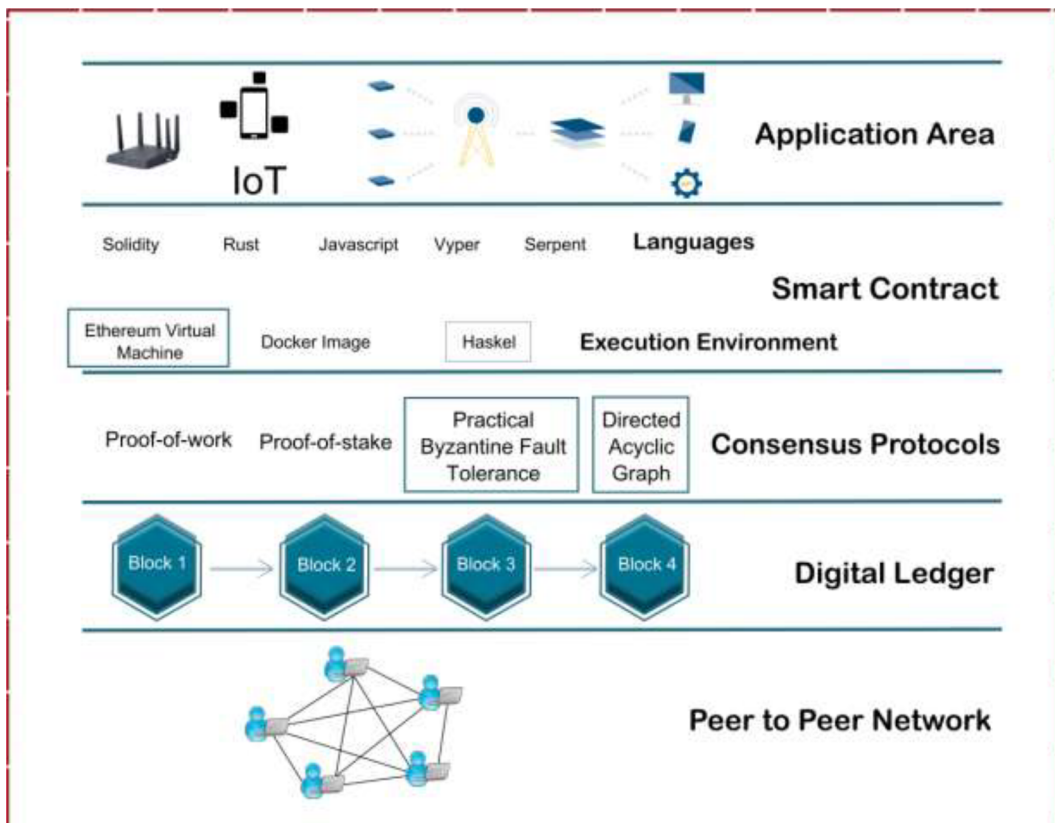 Application Area
IoT
Solidity Rust Javascript Vyper Serpent Languages
Smart Contract
Ethereum Virtual
Machine
Docker Image
Haskel
Execution Environment
Proof-of-work
Proof-of-stake
Practical
Byzantine Fault
Tolerance
Directed
Acyclic
Graph
Consensus Protocols
Block 1
Block 2
Block 3
Block 4
Digital Ledger
Peer to Peer Network